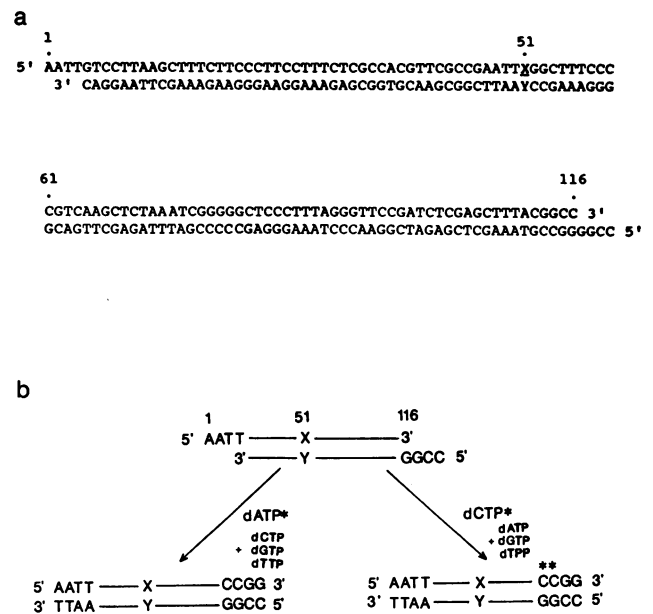 a
1 51
5' AATTGTCCTTAAGCTTTCTTCCCTTCCTTTCTCGCCACGTTCGCCGAATTXGGCTTTCCC
3' CAGGAATTCGAAAGAAGGGAAGGAAAGAGCGGTGCAAGCGGCTTAAYCCGAAAGGG
61 116
CGTCAAGCTCTAAATCGGGGGCTCCCTTTAGGGTTCCGATCTCGAGCTTTACGGCC 3'
GCAGTTCGAGATTTAGCCCCCGAGGGAAATCCCAAGGCTAGAGCTCGAAATGCCGGGGCC 5'
b
1 51 116
5' AATT X 3'
3' Y GGCC 5'
dATP*
dCTP
+ dGTP
dTTP
dCTP*
dATP
+ dGTP
dTPP
5' AATT X CCGG 3'
3' TTAA Y GGCC 5'
**
5' AATT X CCGG 3'
3' TTAA Y GGCC 5'